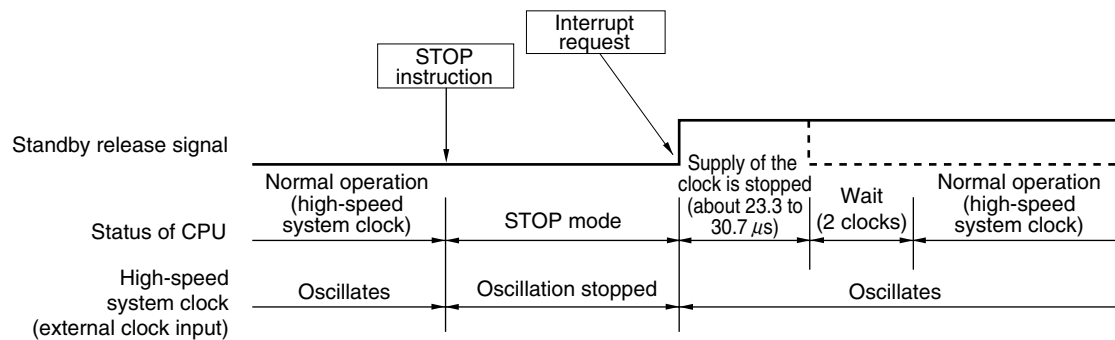 Interrupt
request
STOP
instruction
Standby release signal
Supply of the
clock is stopped
(about 23.3 to
30.7 μs)
Normal operation
(high-speed
system clock)
Status of CPU
STOP mode
Wait
(2 clocks)
Normal operation
(high-speed
system clock)
High-speed
system clock
(external clock input)
Oscillates
Oscillation stopped
Oscillates